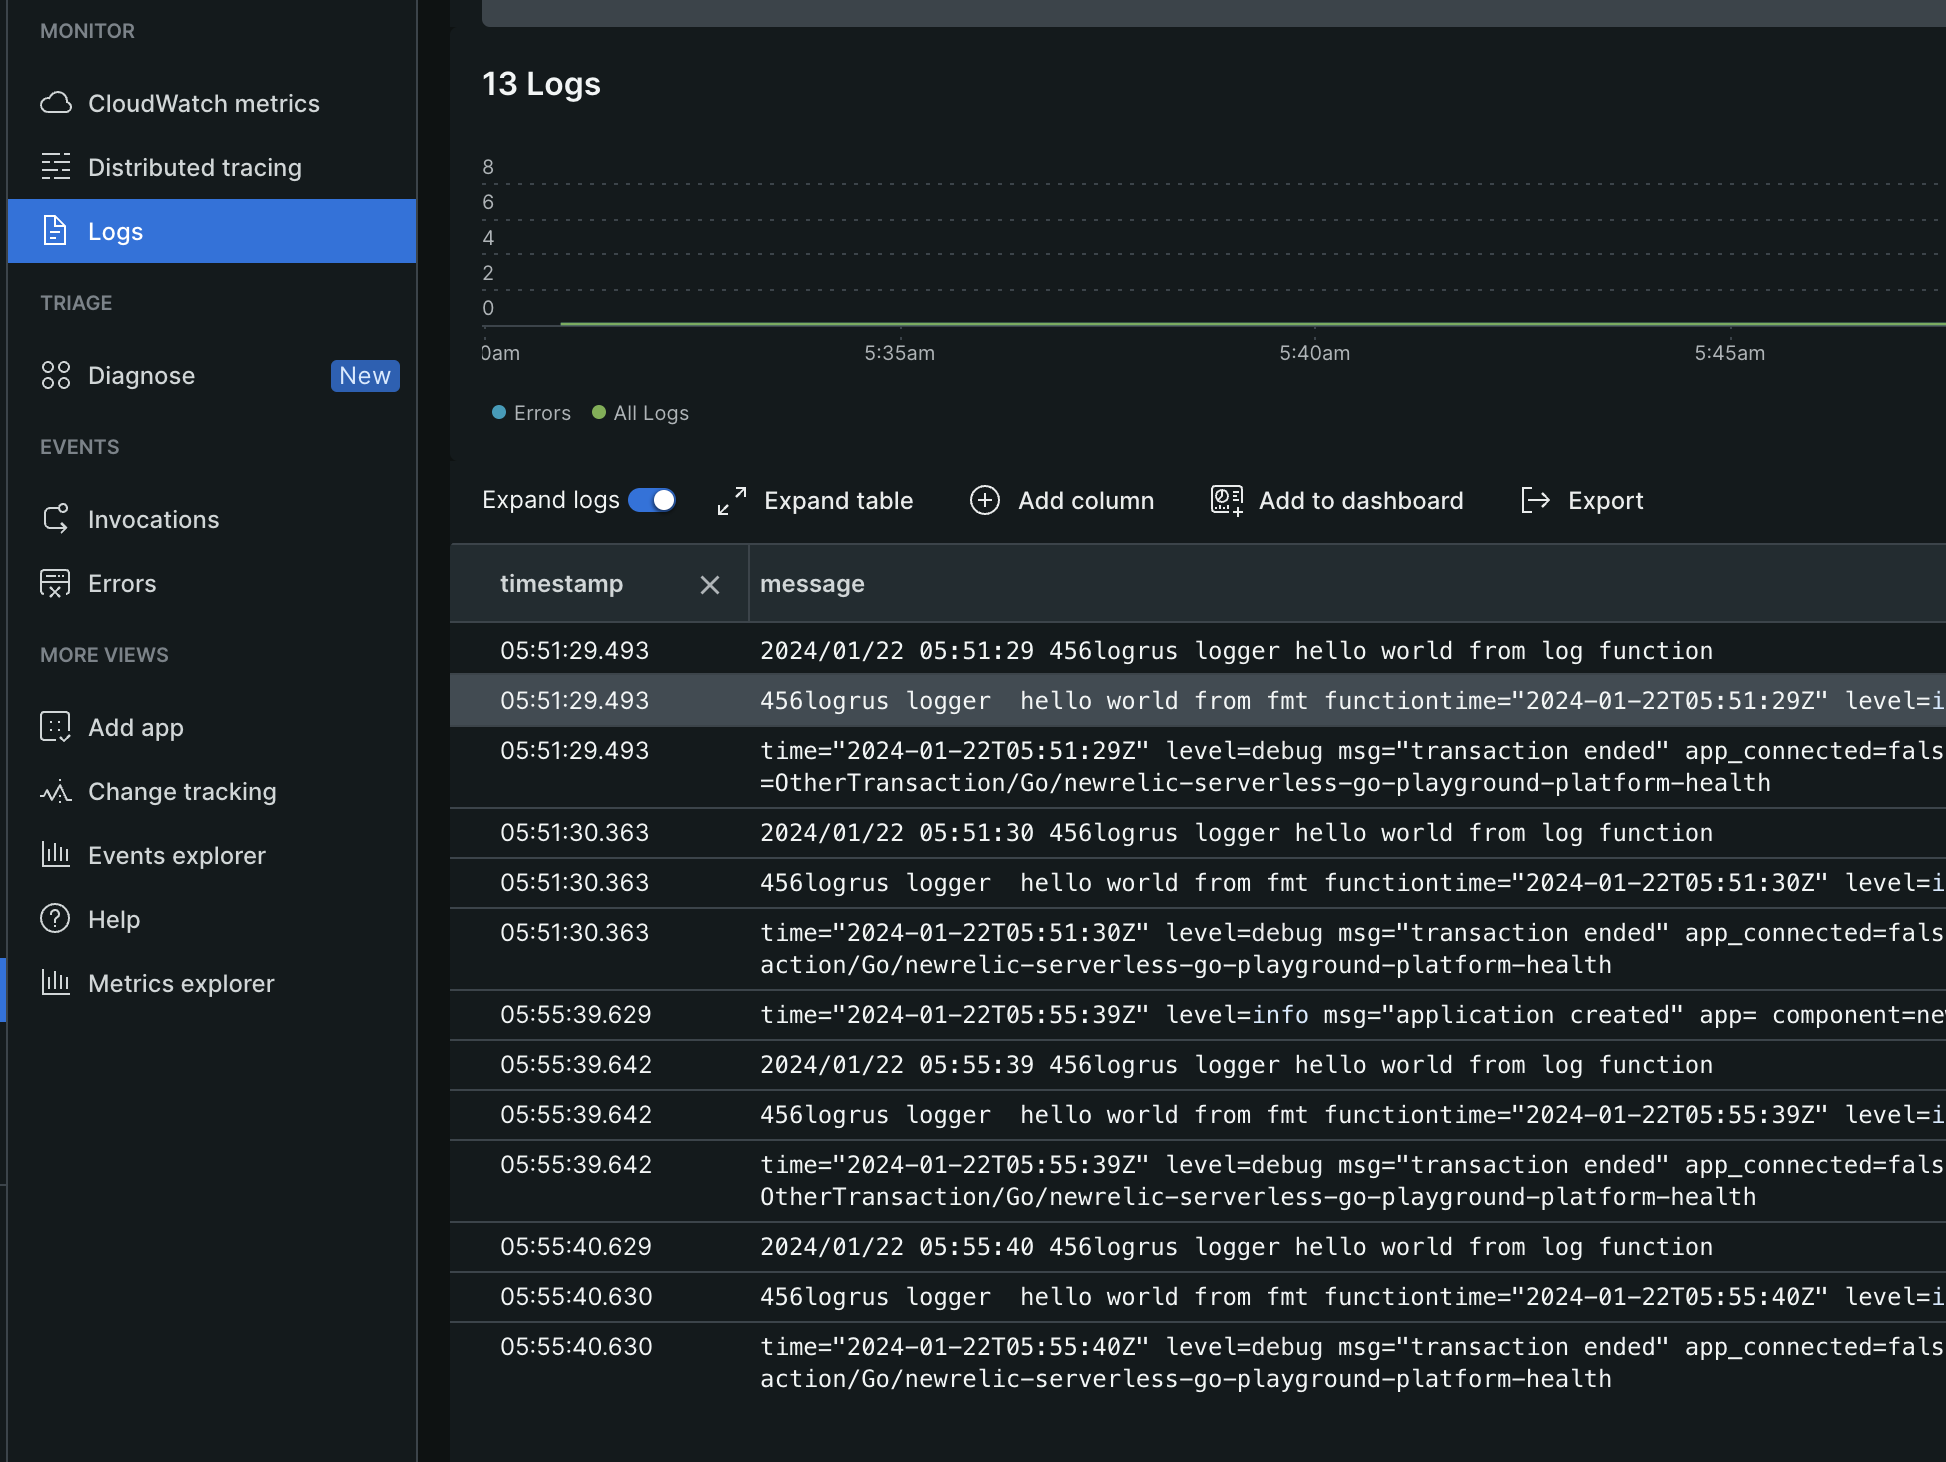 MONITOR
CloudWatch metrics
Distributed tracing
Logs
TRIAGE
Diagnose New
EVENTS
Invocations
Errors
MORE VIEWS
Add app
Change tracking
Events explorer
Help
Metrics explorer
13 Logs
8
6
4
2
0
0am 5:35am 5:40am 5:45am
Errors All Logs
Expand logs Expand table Add column Add to dashboard Export
timestamp message
05:51:29.493 2024/01/22 05:51:29 456logrus logger hello world from log function
05:51:29.493 456logrus logger  hello world from fmt functiontime="2024-01-22T05:51:29Z" level=i
05:51:29.493 time="2024-01-22T05:51:29Z" level=debug msg="transaction ended" app_connected=fals
=OtherTransaction/Go/newrelic-serverless-go-playground-platform-health
05:51:30.363 2024/01/22 05:51:30 456logrus logger hello world from log function
05:51:30.363 456logrus logger  hello world from fmt functiontime="2024-01-22T05:51:30Z" level=i
05:51:30.363 time="2024-01-22T05:51:30Z" level=debug msg="transaction ended" app_connected=fals
action/Go/newrelic-serverless-go-playground-platform-health
05:55:39.629 time="2024-01-22T05:55:39Z" level=info msg="application created" app= component=new
05:55:39.642 2024/01/22 05:55:39 456logrus logger hello world from log function
05:55:39.642 456logrus logger  hello world from fmt functiontime="2024-01-22T05:55:39Z" level=i
05:55:39.642 time="2024-01-22T05:55:39Z" level=debug msg="transaction ended" app_connected=fals
OtherTransaction/Go/newrelic-serverless-go-playground-platform-health
05:55:40.629 2024/01/22 05:55:40 456logrus logger hello world from log function
05:55:40.630 456logrus logger  hello world from fmt functiontime="2024-01-22T05:55:40Z" level=i
05:55:40.630 time="2024-01-22T05:55:40Z" level=debug msg="transaction ended" app_connected=fals
action/Go/newrelic-serverless-go-playground-platform-health